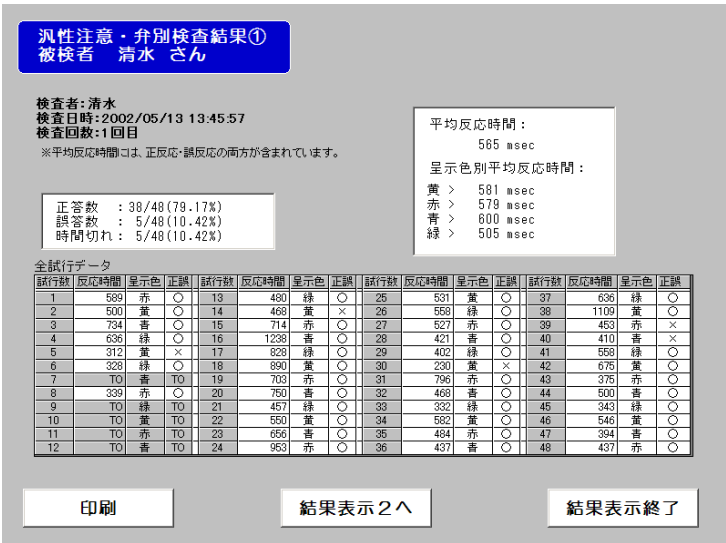 汎性注意・弁別検査結果①
被検者　清水 さん
検査者：清水
検査日時：2002/05/13 13:45:57
検査回数：1回目
※平均反応時間には、正反応・誤反応の両方が含まれています。
平均反応時間：
565 msec
呈示色別平均反応時間：
黄 > 581 msec
赤 > 579 msec
青 > 600 msec
緑 > 505 msec
正答数 ：38/48(79.17%)
誤答数 ： 5/48(10.42%)
時間切れ： 5/48(10.42%)
全試行データ
試行数 反応時間 呈示色 正誤 試行数 反応時間 呈示色 正誤 試行数 反応時間 呈示色 正誤 試行数 反応時間 呈示色 正誤
1 589 赤 ○ 13 480 緑 ○ 25 531 黄 ○ 37 636 緑 ○
2 500 黄 ○ 14 468 黄 × 26 558 緑 ○ 38 1109 黄 ○
3 734 青 ○ 15 714 赤 ○ 27 527 赤 ○ 39 453 赤 ×
4 636 緑 ○ 16 1238 青 ○ 28 421 青 ○ 40 410 青 ×
5 312 黄 × 17 828 緑 ○ 29 402 緑 ○ 41 558 緑 ○
6 328 緑 ○ 18 890 黄 ○ 30 230 黄 × 42 675 黄 ○
7 TO 青 TO 19 703 赤 ○ 31 796 赤 ○ 43 375 赤 ○
8 339 赤 ○ 20 750 青 ○ 32 468 青 ○ 44 500 青 ○
9 TO 緑 TO 21 457 緑 ○ 33 332 緑 ○ 45 343 緑 ○
10 TO 黄 TO 22 550 黄 ○ 34 582 黄 ○ 46 546 黄 ○
11 TO 赤 TO 23 656 青 ○ 35 484 赤 ○ 47 394 青 ○
12 TO 青 TO 24 953 赤 ○ 36 437 青 ○ 48 437 赤 ○
印刷 結果表示２へ 結果表示終了